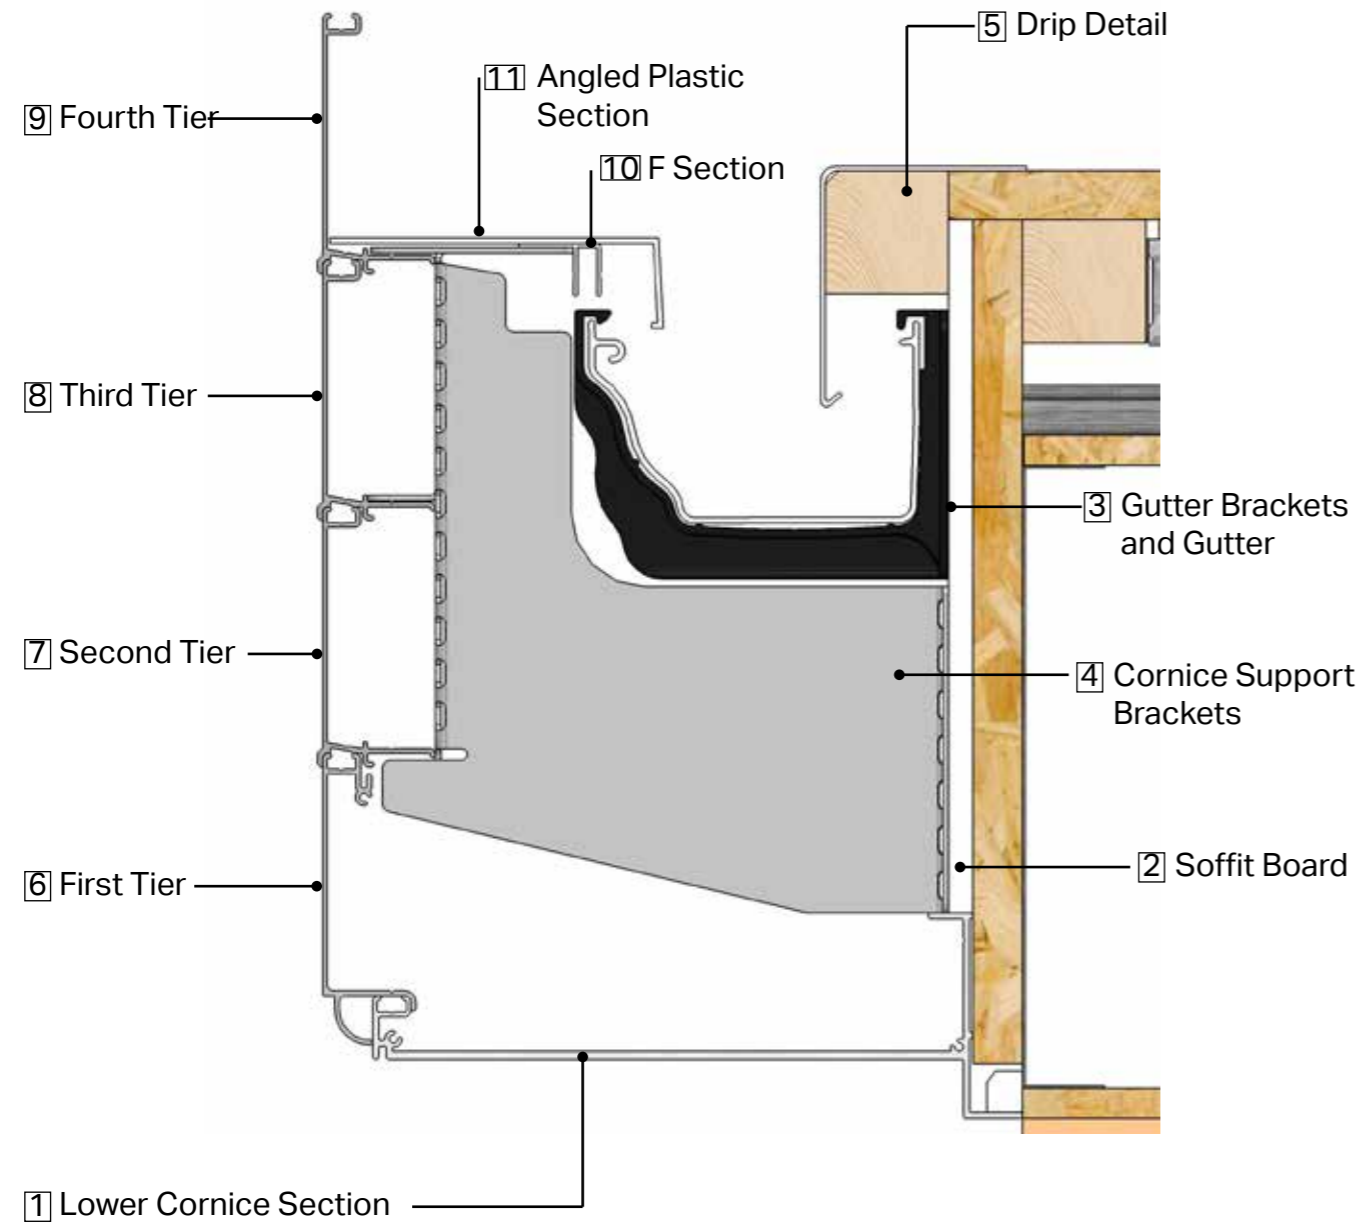 5 Drip Detail
11 Angled Plastic
Section
9 Fourth Tier
10 F Section
8 Third Tier
3 Gutter Brackets
and Gutter
7 Second Tier
4 Cornice Support
Brackets
2 Soffit Board
6 First Tier
1 Lower Cornice Section